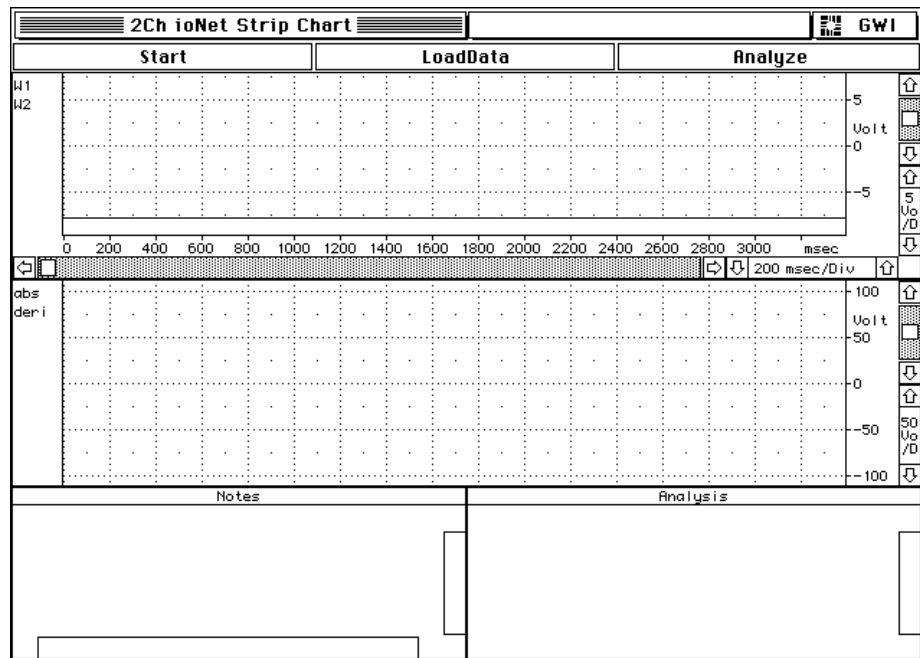 2Ch ioNet Strip Chart GWI
Start LoadData Analyze
W1
W2
5
Volt
0
-5
5
Vo
/D
0 200 400 600 800 1000 1200 1400 1600 1800 2000 2200 2400 2600 2800 3000 msec
200 msec/Div
abs
deri
100
Volt
50
0
-50
-100
50
Vo
/D
Notes Analysis